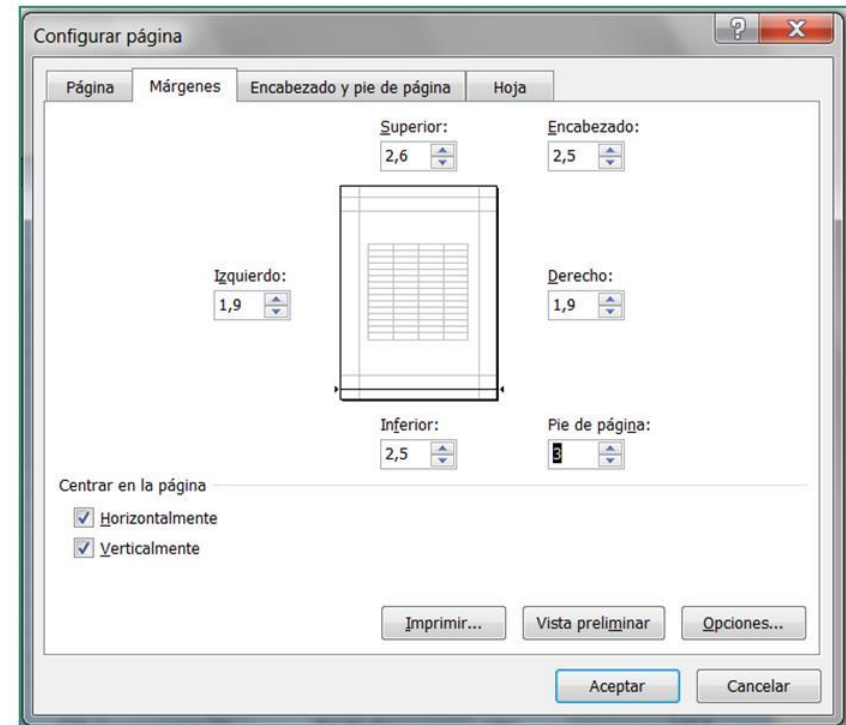 Configurar página
Página Márgenes Encabezado y pie de página Hoja
Superior: Encabezado:
2,6 2,5
Izquierdo: Derecho:
1,9 1,9
Inferior: Pie de página:
2,5 3
Centrar en la página
Horizontalmente
Verticalmente
Imprimir... Vista preliminar Opciones...
Aceptar Cancelar